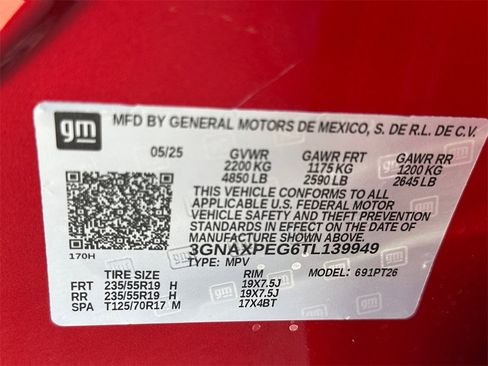 gm MFD BY GENERAL MOTORS DE MEXICO, S. DE R.L. DE C.V.
05/25 GVWR GAWR FRT GAWR RR
2200 KG 1175 KG 1200 KG
4850 LB 2590 LB 2645 LB
THIS VEHICLE CONFORMS TO ALL
APPLICABLE U.S. FEDERAL MOTOR
VEHICLE SAFETY AND THEFT PREVENTION
STANDARDS IN EFFECT ON THE DATE OF
MANUFACTURE SHOWN ABOVE.
170H 3GNAXPEG6TL139949
TYPE: MPV MODEL: 691PT26
TIRE SIZE RIM
FRT 235/55R19 H 19X7.5J
RR 235/55R19 H 19X7.5J
SPA T125/70R17 M 17X4BT